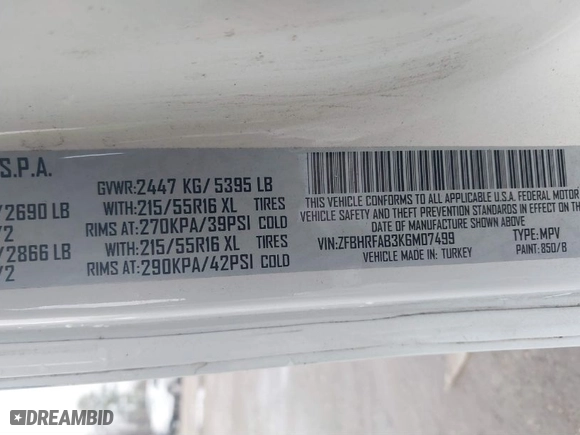 S.P.A.
GVWR:2447 KG/ 5395 LB
/2690 LB WITH:215/55R16 XL TIRES
/2 RIMS AT:270KPA/39PSI COLD
/2866 LB WITH:215/55R16 XL TIRES
/2 RIMS AT:290KPA/42PSI COLD
THIS VEHICLE CONFORMS TO ALL APPLICABLE U.S.A. FEDERAL MOTOR
VEHICLE SAFETY AND THEFT PREVENTION STANDARDS IN EFFECT ON THE
DATE OF MANUFACTURE SHOWN ABOVE.
VIN:ZFBHRFAB3KGM07499 TYPE:MPV
VEHICLE MADE IN: TURKEY PAINT:850/B
DREAMBID